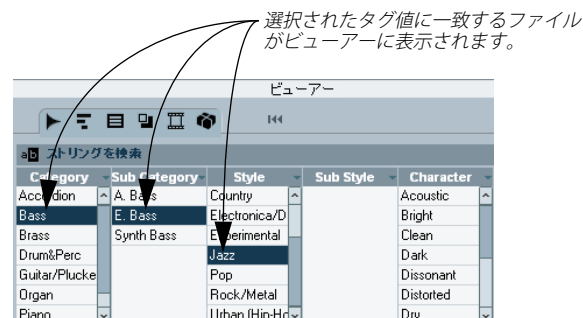 選択されたタグ値に一致するファイル
がビューアーに表示されます。
ビューアー
ab ストリングを検索
Category Sub Category Style Sub Style Character
Accordion A. Bass Country Acoustic
Bass E. Bass Electronica/D Bright
Brass Synth Bass Experimental Clean
Drum&Perc Jazz Dark
Guitar/Plucke Pop Dissonant
Organ Rock/Metal Distorted
Piano Urban (Hip-Ho Dry